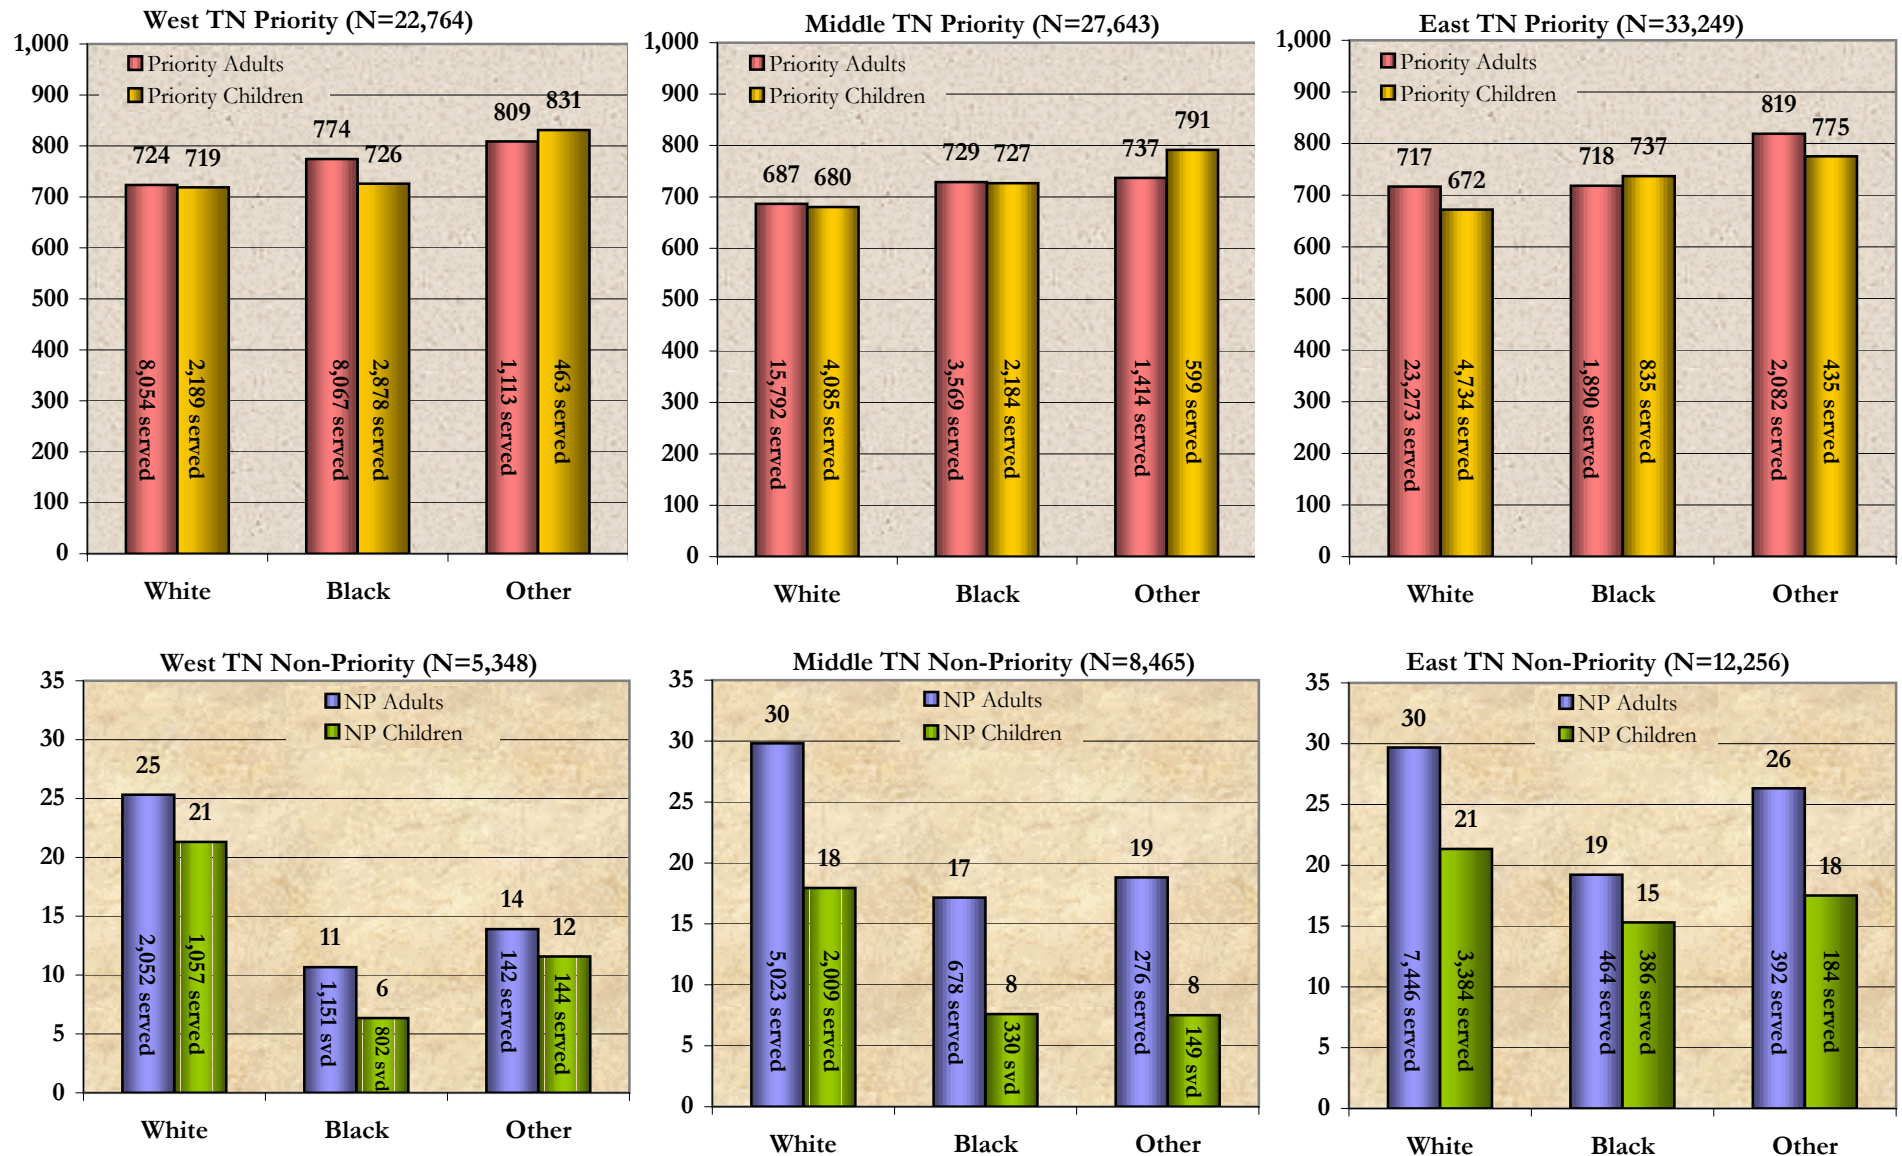 West TN Priority (N=22,764)
1,000
900
800
700
600
500
400
300
200
100
0
Priority Adults
Priority Children
724
719
774
726
809
831
8,054 served
2,189 served
8,067 served
2,878 served
1,113 served
463 served
White
Black
Other
Middle TN Priority (N=27,643)
1,000
900
800
700
600
500
400
300
200
100
0
Priority Adults
Priority Children
687
680
729
727
737
791
15,792 served
4,085 served
3,569 served
2,184 served
1,414 served
599 served
White
Black
Other
East TN Priority (N=33,249)
1,000
900
800
700
600
500
400
300
200
100
0
Priority Adults
Priority Children
717
672
718
737
819
775
23,273 served
4,734 served
1,890 served
835 served
2,082 served
435 served
White
Black
Other
West TN Non-Priority (N=5,348)
35
30
25
20
15
10
5
0
NP Adults
NP Children
25
21
11
6
14
12
2,052 served
1,057 served
1,151 svd
802 svd
142 served
144 served
White
Black
Other
Middle TN Non-Priority (N=8,465)
35
30
25
20
15
10
5
0
NP Adults
NP Children
30
18
17
8
19
8
5,023 served
2,009 served
678 served
330 svd
276 served
149 svd
White
Black
Other
East TN Non-Priority (N=12,256)
35
30
25
20
15
10
5
0
NP Adults
NP Children
30
21
19
15
26
18
7,446 served
3,384 served
464 served
386 served
392 served
184 served
White
Black
Other